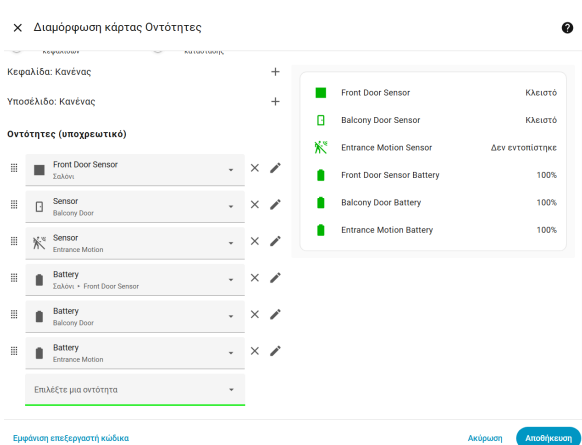 Διαμόρφωση κάρτας Οντότητες
κεφαλίδων
κατάστασης
Κεφαλίδα: Κανένας
Υποσέλιδο: Κανένας
Οντότητες (υποχρεωτικό)
Front Door Sensor
Σαλόνι
Sensor
Balcony Door
Sensor
Entrance Motion
Battery
Σαλόνι • Front Door Sensor
Battery
Balcony Door
Battery
Entrance Motion
Επιλέξτε μια οντότητα
Front Door Sensor Κλειστό
Balcony Door Sensor Κλειστό
Entrance Motion Sensor Δεν εντοπίστηκε
Front Door Sensor Battery 100%
Balcony Door Battery 100%
Entrance Motion Battery 100%
Εμφάνιση επεξεργαστή κώδικα
Ακύρωση
Αποθήκευση